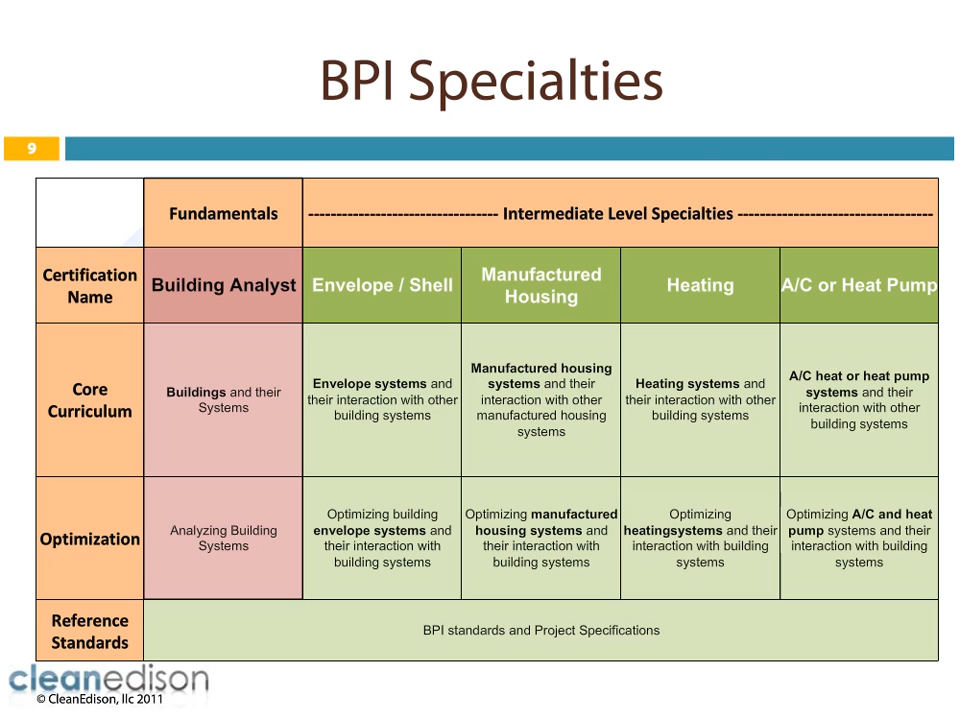 BPI Specialties
9
Fundamentals
---------------------------------- Intermediate Level Specialties -----------------------------------
Certification
Name
Building Analyst
Envelope / Shell
Manufactured
Housing
Heating
A/C or Heat Pump
Core
Curriculum
Buildings and their
Systems
Envelope systems and
their interaction with other
building systems
Manufactured housing
systems and their
interaction with other
manufactured housing
systems
Heating systems and
their interaction with other
building systems
A/C heat or heat pump
systems and their
interaction with other
building systems
Optimization
Analyzing Building
Systems
Optimizing building
envelope systems and
their interaction with
building systems
Optimizing manufactured
housing systems and
their interaction with
building systems
Optimizing
heatingsystems and their
interaction with building
systems
Optimizing A/C and heat
pump systems and their
interaction with building
systems
Reference
Standards
BPI standards and Project Specifications
cleanedison
© CleanEdison, llc 2011